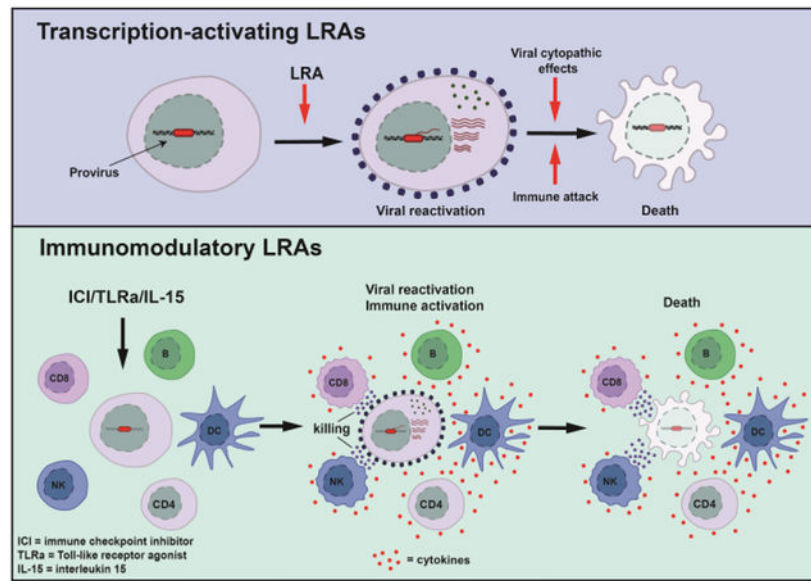 Transcription-activating LRAs
LRA
Viral cytopathic
effects
Provirus
Immune attack
Viral reactivation
Death
Immunomodulatory LRAs
ICI/TLRa/IL-15
Viral reactivation
Immune activation
Death
B
B
B
CD8
CD8
CD8
DC
DC
DC
killing
NK
NK
NK
CD4
CD4
CD4
ICI = immune checkpoint inhibitor
TLRa = Toll-like receptor agonist
IL-15 = interleukin 15
= cytokines